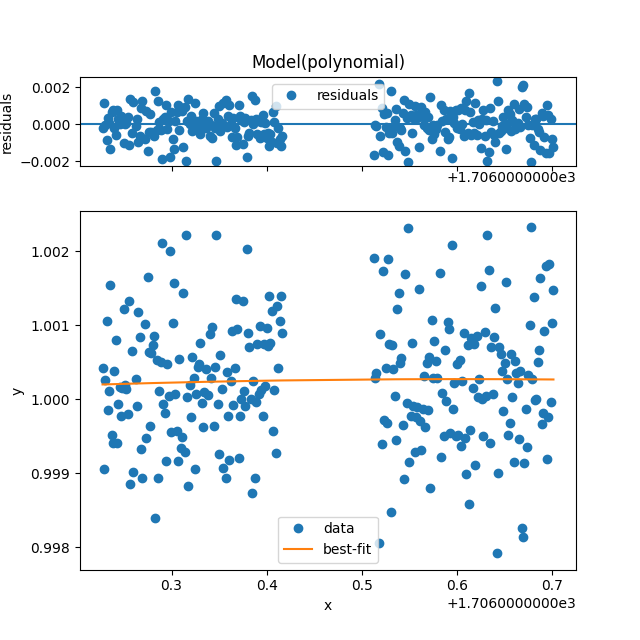 Model(polynomial)
residuals
0.002
0.000
−0.002
residuals
+1.7060000000e3
y
1.002
1.001
1.000
0.999
0.998
data
best-fit
0.3
0.4
0.5
0.6
0.7
x
+1.7060000000e3